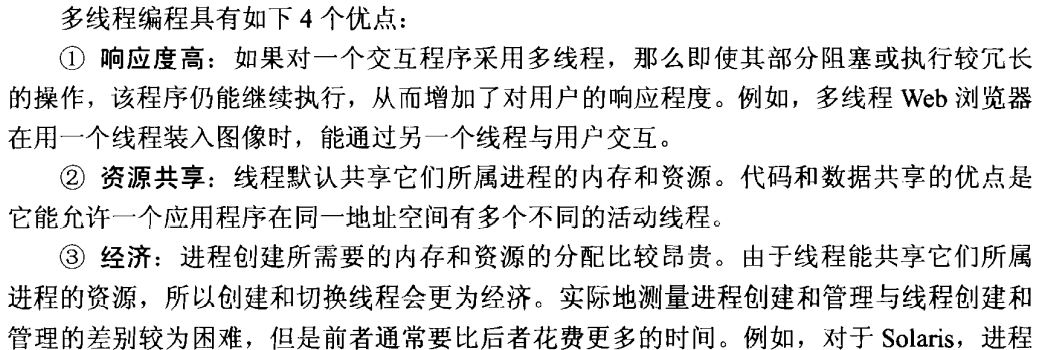 多线程编程具有如下 4 个优点：
① 响应度高：如果对一个交互程序采用多线程，那么即使其部分阻塞或执行较冗长
的操作，该程序仍能继续执行，从而增加了对用户的响应程度。例如，多线程 Web 浏览器
在用一个线程装入图像时，能通过另一个线程与用户交互。
② 资源共享：线程默认共享它们所属进程的内存和资源。代码和数据共享的优点是
它能允许一个应用程序在同一地址空间有多个不同的活动线程。
③ 经济：进程创建所需要的内存和资源的分配比较昂贵。由于线程能共享它们所属
进程的资源，所以创建和切换线程会更为经济。实际地测量进程创建和管理与线程创建和
管理的差别较为困难，但是前者通常要比后者花费更多的时间。例如，对于 Solaris，进程